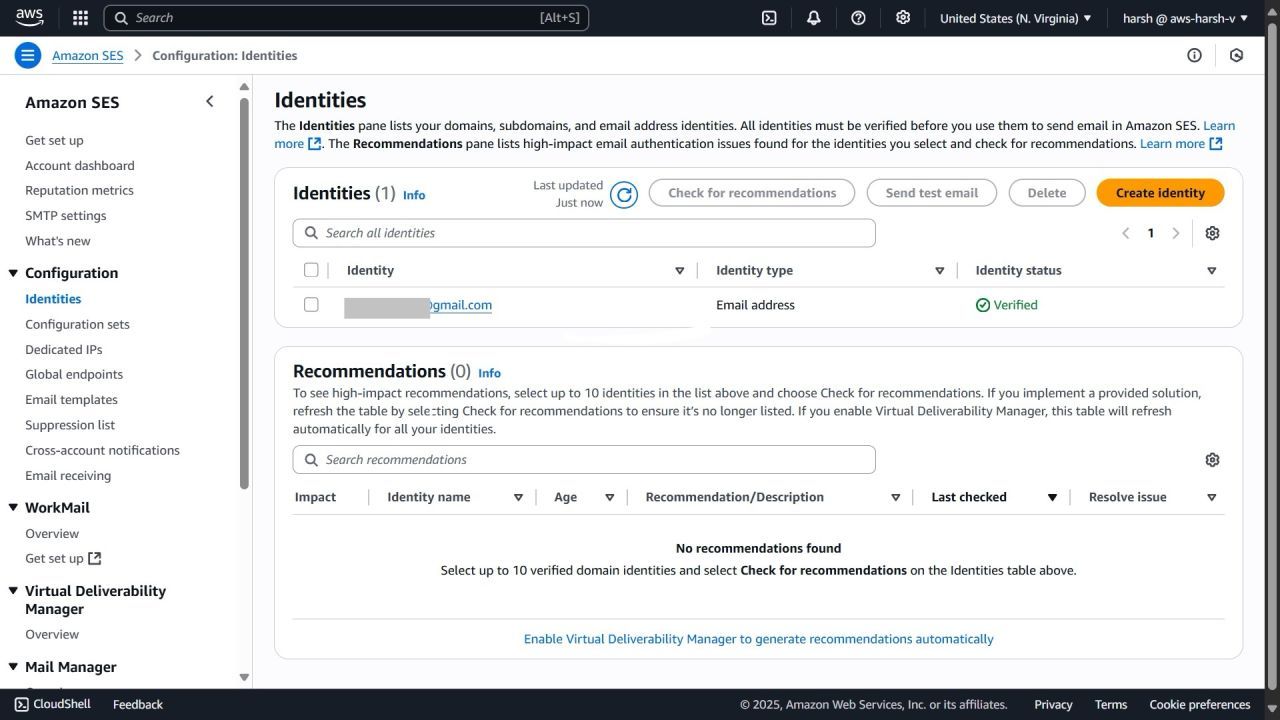 aws
Search [Alt+S]
United States (N. Virginia)
harsh @ aws-harsh-v
Amazon SES
Configuration: Identities
Amazon SES
Get set up
Account dashboard
Reputation metrics
SMTP settings
What's new
Configuration
Identities
Configuration sets
Dedicated IPs
Global endpoints
Email templates
Suppression list
Cross-account notifications
Email receiving
WorkMail
Overview
Get set up
Virtual Deliverability
Manager
Overview
Mail Manager
Identities
The Identities pane lists your domains, subdomains, and email address identities. All identities must be verified before you use them to send email in Amazon SES. Learn
more. The Recommendations pane lists high-impact email authentication issues found for the identities you select and check for recommendations. Learn more
Identities (1) Info
Last updated
Just now
Check for recommendations
Send test email
Delete
Create identity
Search all identities
1
Identity
Identity type
Identity status
@gmail.com
Email address
Verified
Recommendations (0) Info
To see high-impact recommendations, select up to 10 identities in the list above and choose Check for recommendations. If you implement a provided solution,
refresh the table by selecting Check for recommendations to ensure it's no longer listed. If you enable Virtual Deliverability Manager, this table will refresh
automatically for all your identities.
Search recommendations
Impact
Identity name
Age
Recommendation/Description
Last checked
Resolve issue
No recommendations found
Select up to 10 verified domain identities and select Check for recommendations on the Identities table above.
Enable Virtual Deliverability Manager to generate recommendations automatically
CloudShell
Feedback
© 2025, Amazon Web Services, Inc. or its affiliates.
Privacy
Terms
Cookie preferences